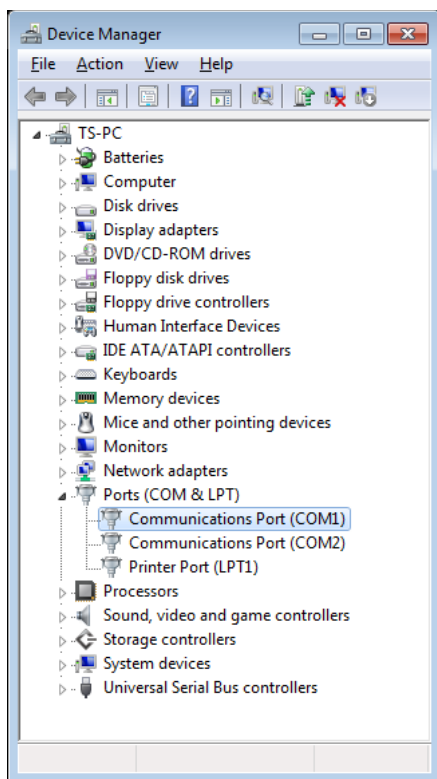 Device Manager
File Action View Help
TS-PC
Batteries
Computer
Disk drives
Display adapters
DVD/CD-ROM drives
Floppy disk drives
Floppy drive controllers
Human Interface Devices
IDE ATA/ATAPI controllers
Keyboards
Memory devices
Mice and other pointing devices
Monitors
Network adapters
Ports (COM & LPT)
Communications Port (COM1)
Communications Port (COM2)
Printer Port (LPT1)
Processors
Sound, video and game controllers
Storage controllers
System devices
Universal Serial Bus controllers